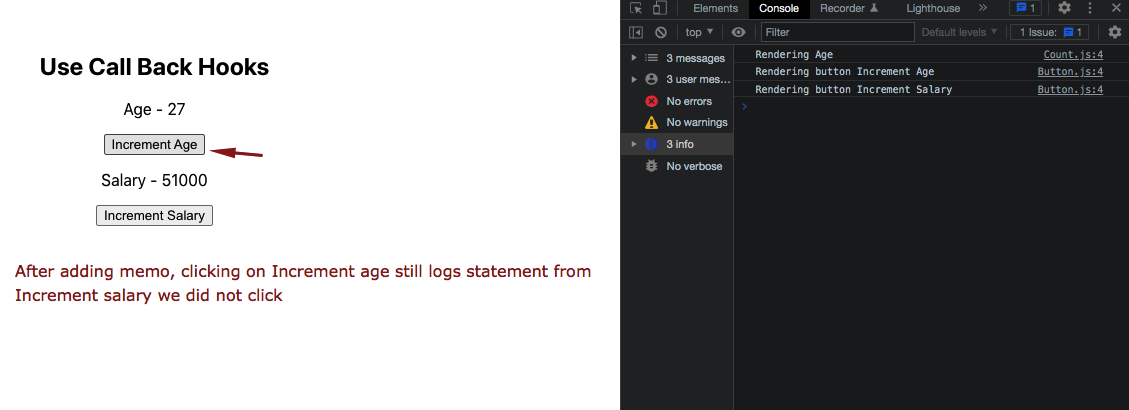 Elements Console Recorder Lighthouse » 1
top ▼ Filter Default levels ▼ 1 Issue: 1
Use Call Back Hooks
Age - 27
Increment Age
Salary - 51000
Increment Salary
After adding memo, clicking on Increment age still logs statement from
Increment salary we did not click
3 messages
3 user mes...
No errors
No warnings
3 info
No verbose
Rendering Age Count.js:4
Rendering button Increment Age Button.js:4
Rendering button Increment Salary Button.js:4
>